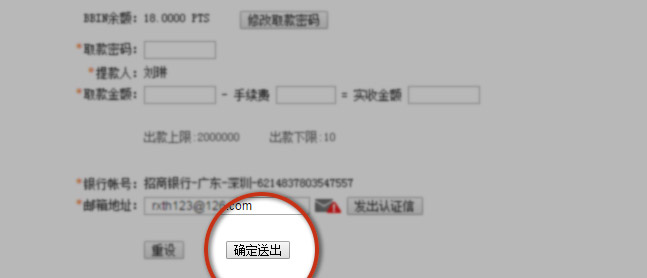 BBIN余额: 18.0000 PTS 修改取款密码
*取款密码:
*提款人: 刘琳
*取款金额: - 手续费 = 实收金额
出款上限:2000000 出款下限:10
*银行帐号: 招商银行-广东-深圳-6214837803547557
*邮箱地址: rxth123@126.com 发出认证信
重设 确定送出